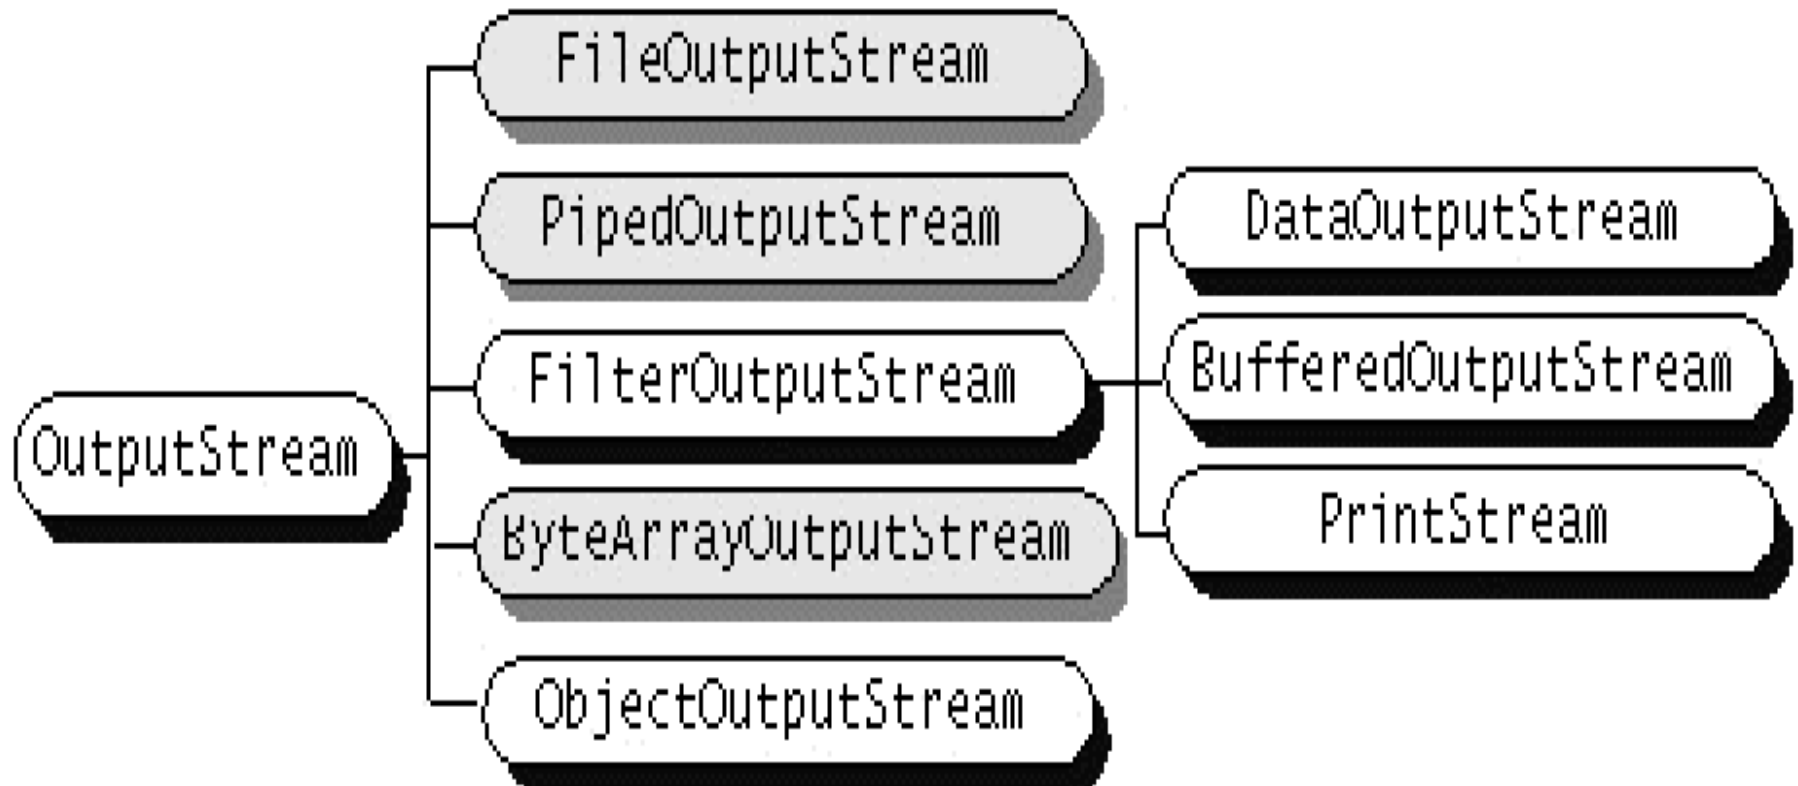 FileOutputStream
PipedOutputStream
DataOutputStream
FilterOutputStream
BufferedOutputStream
OutputStream
ByteArrayOutputStream
PrintStream
ObjectOutputStream